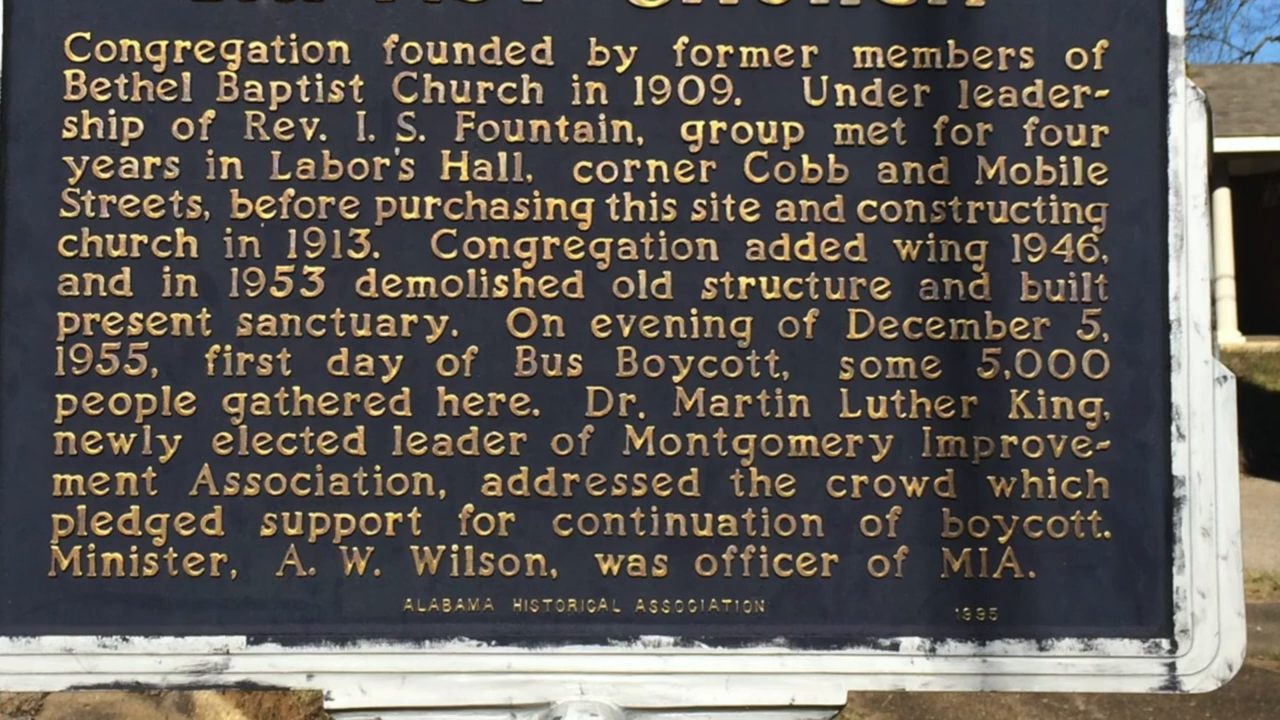 BAPTIST CHURCH
Congregation founded by former members of
Bethel Baptist Church in 1909. Under leader-
ship of Rev. I. S. Fountain, group met for four
years in Labor's Hall, corner Cobb and Mobile
Streets, before purchasing this site and constructing
church in 1913. Congregation added wing 1946,
and in 1953 demolished old structure and built
present sanctuary. On evening of December 5,
1955, first day of Bus Boycott, some 5,000
people gathered here. Dr. Martin Luther King,
newly elected leader of Montgomery Improve-
ment Association, addressed the crowd which
pledged support for continuation of boycott.
Minister, A. W. Wilson, was officer of MIA.
ALABAMA HISTORICAL ASSOCIATION 1995